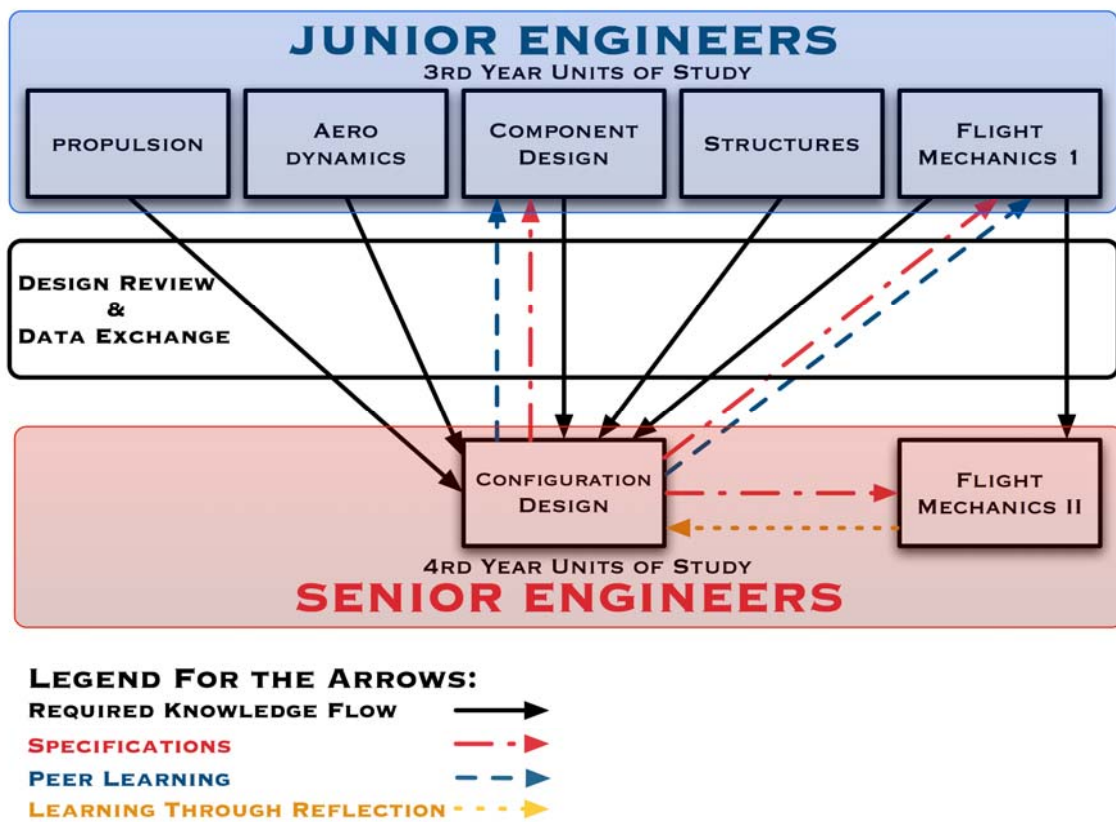 JUNIOR ENGINEERS
3RD YEAR UNITS OF STUDY
PROPULSION
AERO
DYNAMICS
COMPONENT
DESIGN
STRUCTURES
FLIGHT
MECHANICS 1
DESIGN REVIEW
&
DATA EXCHANGE
CONFIGURATION
DESIGN
FLIGHT
MECHANICS II
4RD YEAR UNITS OF STUDY
SENIOR ENGINEERS
LEGEND FOR THE ARROWS:
REQUIRED KNOWLEDGE FLOW
SPECIFICATIONS
PEER LEARNING
LEARNING THROUGH REFLECTION